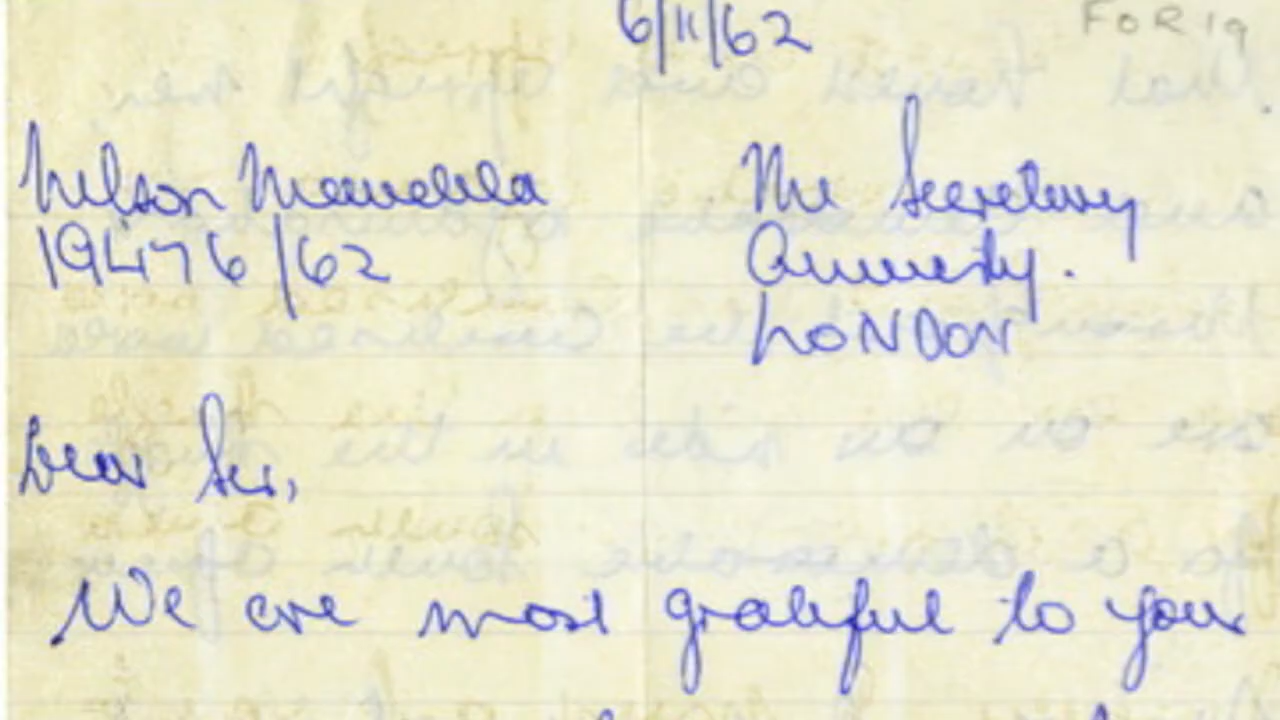 6/11/62
FOR 19
Nelson Mandela
19476/62
The Secretary
Amnesty.
LONDON
Dear Sir,
We are most grateful to your